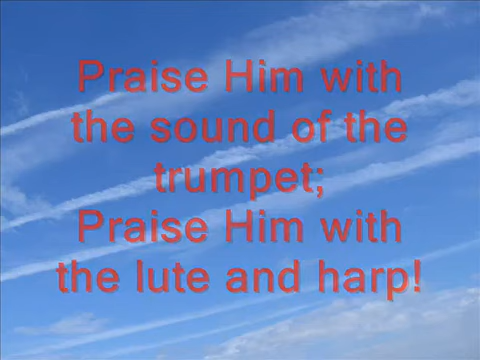 Praise Him with
the sound of the
trumpet;
Praise Him with
the lute and harp!